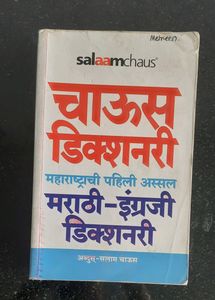 salaamchaus
चाऊस
डिक्शनरी
महाराष्ट्राची पहिली अस्सल
मराठी-इंग्रजी
डिक्शनरी
अब्दुस्-सलाम चाऊस